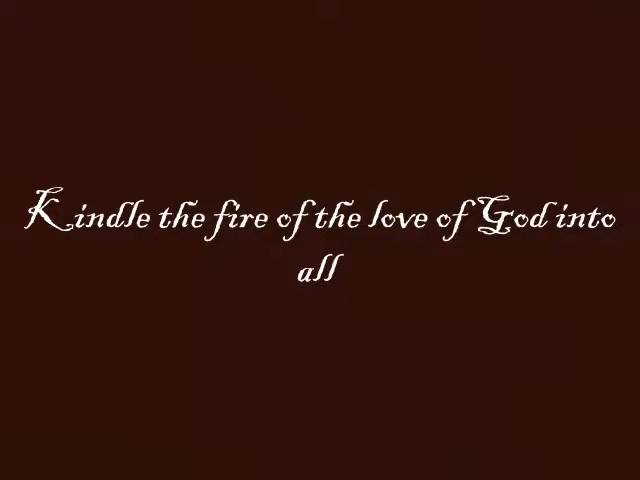 Kindle the fire of the love of God into
all